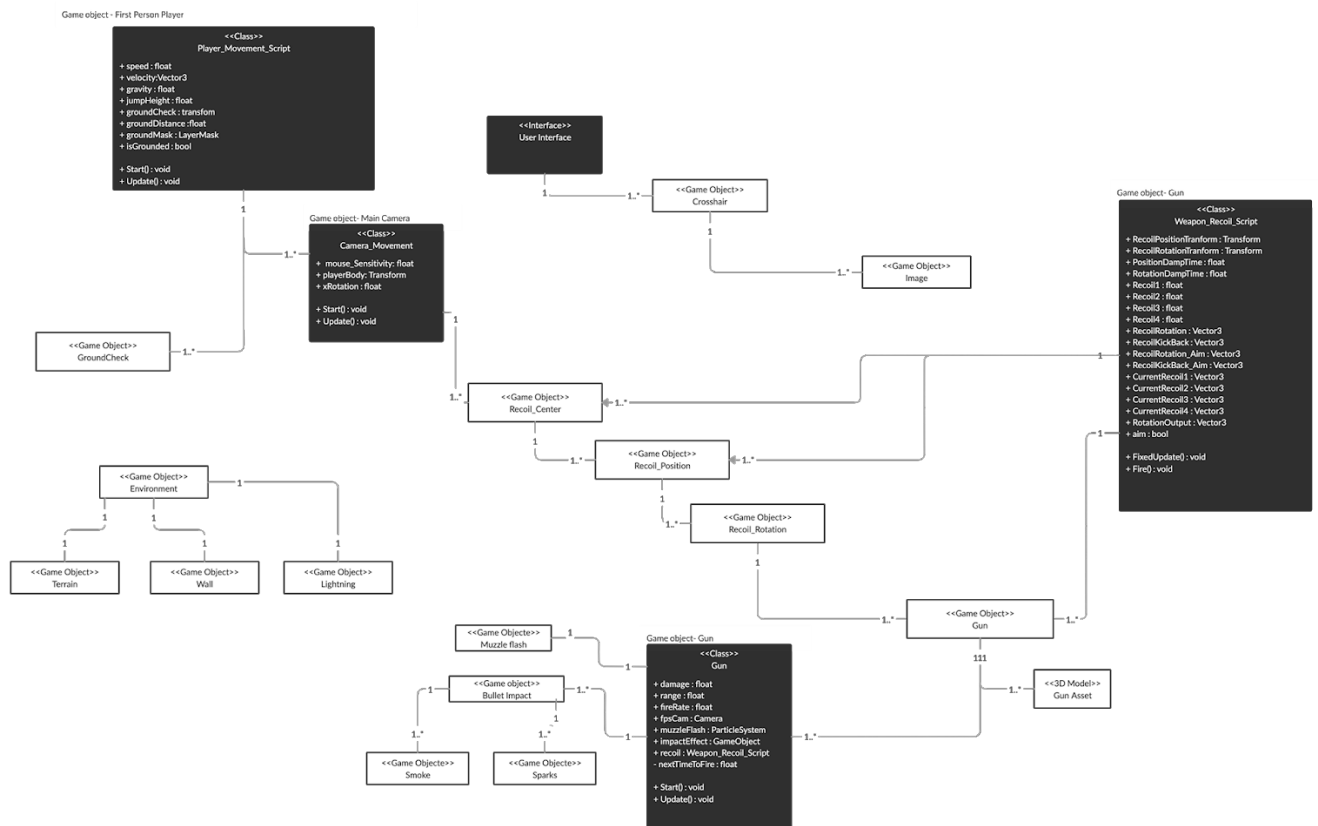 Game object - First Person Player
<<Class>>
Player_Movement_Script
+ speed : float
+ velocity:Vector3
+ gravity : float
+ jumpHeight : float
+ groundCheck : transfom
+ groundDistance :float
+ groundMask : LayerMask
+ isGrounded : bool
+ Start() : void
+ Update() : void
1
1..*
1..*
Game object- Main Camera
<<Class>>
Camera_Movement
+ mouse_Sensitivity: float
+ playerBody: Transform
+ xRotation : float
+ Start() : void
+ Update() : void
1
1..*
<<Game Object>>
GroundCheck
<<Interface>>
User Interface
1
1..*
<<Game Object>>
Crosshair
1
1..*
<<Game Object>>
Image
Game object- Gun
<<Class>>
Weapon_Recoil_Script
+ RecoilPositionTranform : Transform
+ RecoilRotationTranform : Transform
+ PositionDampTime : float
+ RotationDampTime : float
+ Recoil1 : float
+ Recoil2 : float
+ Recoil3 : float
+ Recoil4 : float
+ RecoilRotation : Vector3
+ RecoilKickBack : Vector3
+ RecoilRotation_Aim : Vector3
+ RecoilKickBack_Aim : Vector3
+ CurrentRecoil1 : Vector3
+ CurrentRecoil2 : Vector3
+ CurrentRecoil3 : Vector3
+ CurrentRecoil4 : Vector3
+ RotationOutput : Vector3
+ aim : bool
+ FixedUpdate() : void
+ Fire() : void
1
1
1..*
1..*
<<Game Object>>
Recoil_Center
1
1..*
<<Game Object>>
Recoil_Position
1
1..*
<<Game Object>>
Recoil_Rotation
1
1..*
<<Game Object>>
Gun
1..*
111
1..*
<<3D Model>>
Gun Asset
1..*
<<Game Object>>
Environment
1
1
1
1
1
1
<<Game Object>>
Terrain
<<Game Object>>
Wall
<<Game Object>>
Lightning
<<Game Objecte>>
Muzzle flash
1
1
<<Game object>>
Bullet Impact
1
1..*
1
1
1..*
1..*
<<Game Objecte>>
Smoke
<<Game Objecte>>
Sparks
Game object- Gun
<<Class>>
Gun
+ damage : float
+ range : float
+ fireRate : float
+ fpsCam : Camera
+ muzzleFlash : ParticleSystem
+ impactEffect : GameObject
+ recoil : Weapon_Recoil_Script
- nextTimeToFire : float
+ Start() : void
+ Update() : void